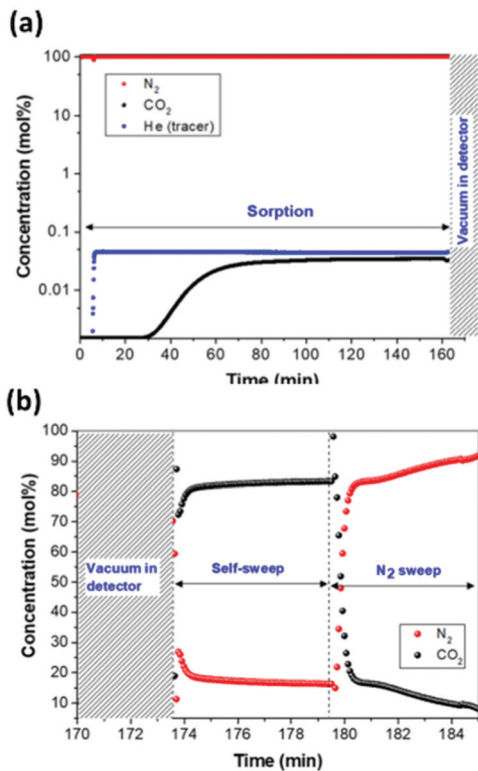 (a)
Concentration (mol%)
100
1
0.1
0.01
N₂
CO₂
He (tracer)
Sorption
Vacuum in detector
0 20 40 60 80 100 120 140 160
Time (min)
(b)
Concentration (mol%)
100
90
80
70
60
50
40
30
20
10
Vacuum in
detector
Self-sweep
N₂ sweep
N₂
CO₂
170 172 174 176 178 180 182 184
Time (min)